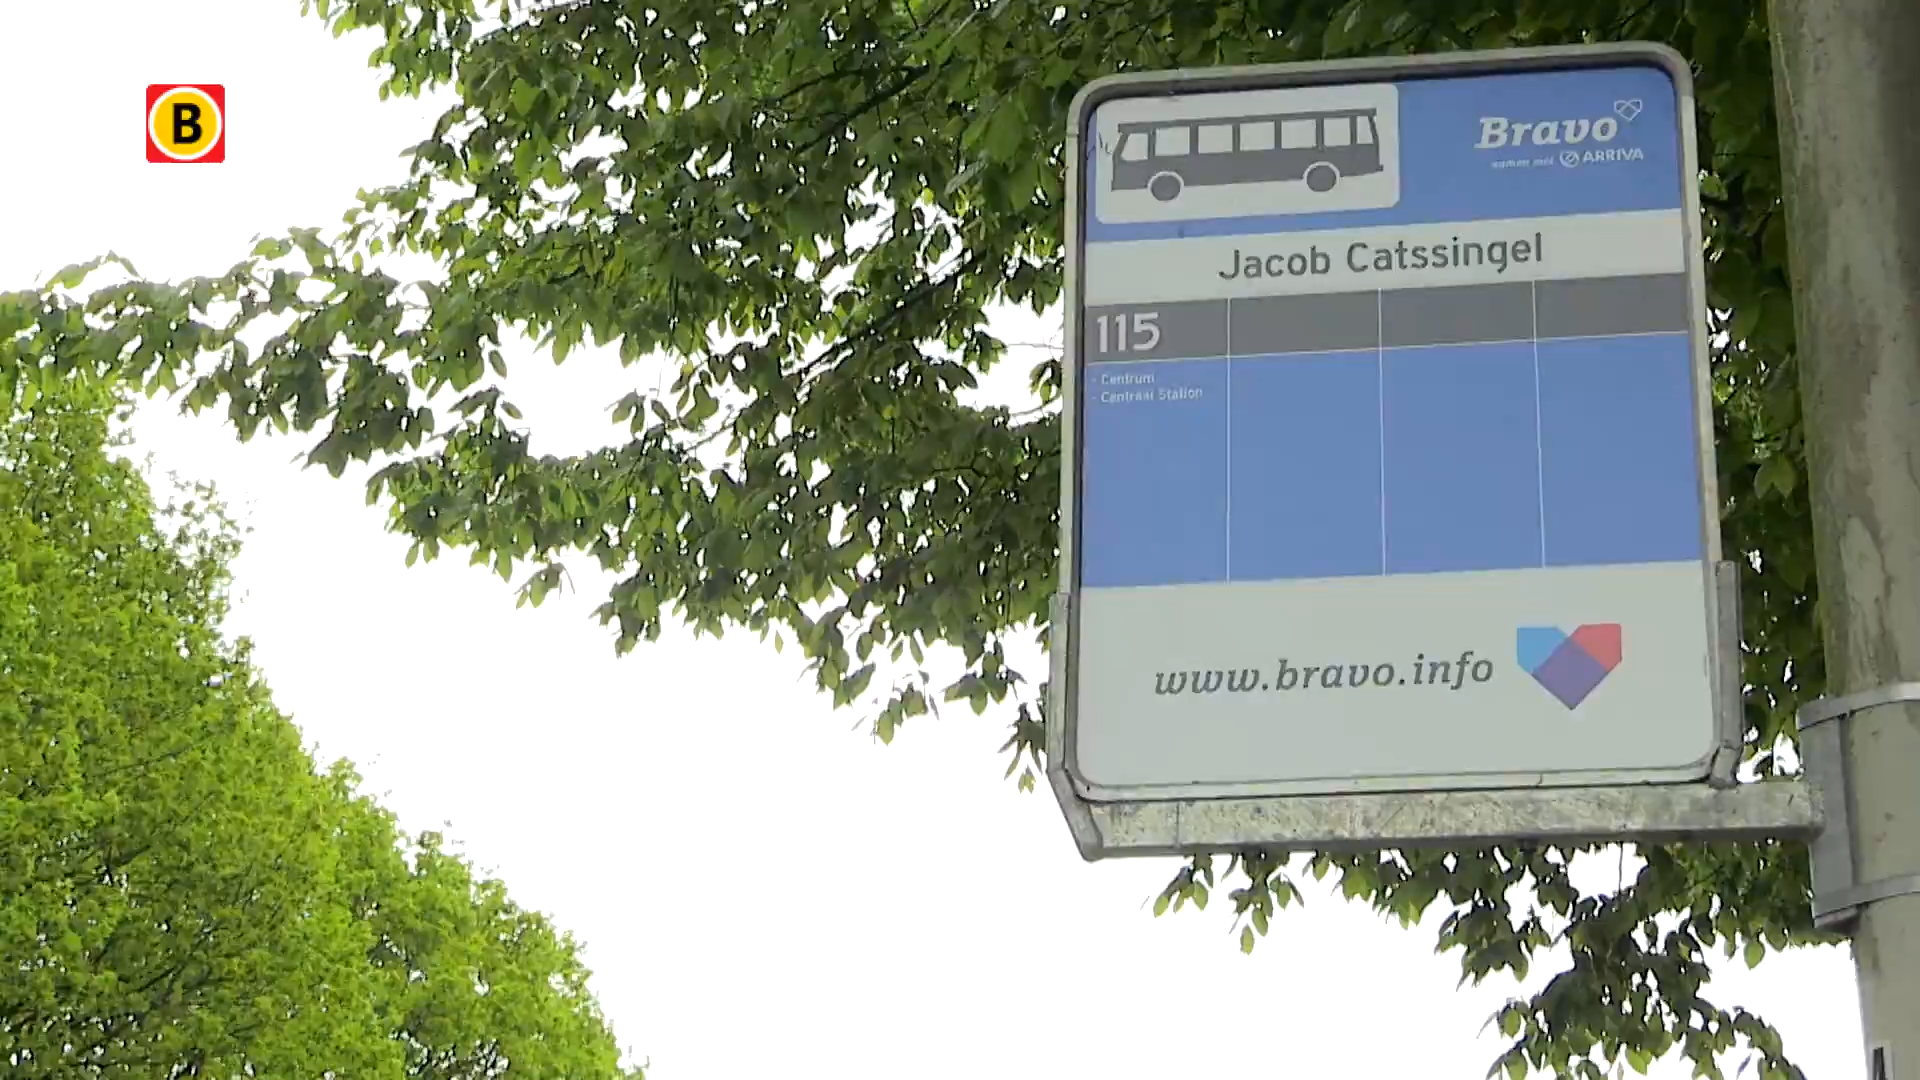 B
Bravo
samen met ARRIVA
Jacob Catssingel
115
- Centrum
- Centraal Station
www.bravo.info